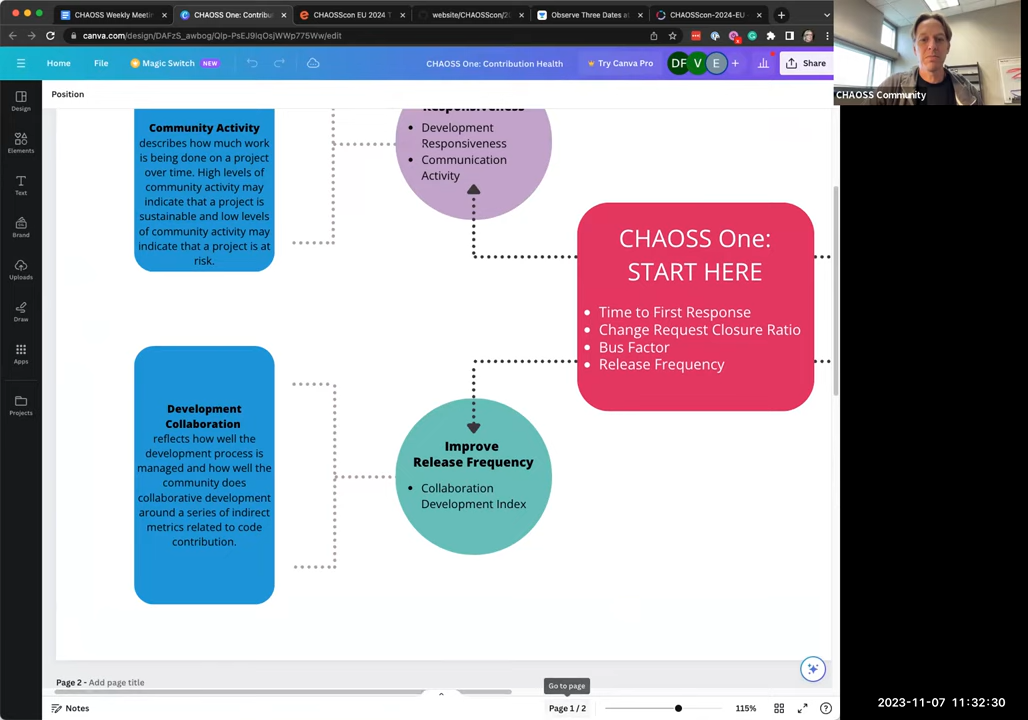 CHAOSS Weekly Meeti
CHAOSS One: Contribu
CHAOSScon EU 2024 T
website/CHAOSScon/2
Observe Three Dates a
CHAOSScon-2024-EU
canva.com/design/DAFzS_awbog/QIp-PsEJ9iqOsjWWp775Ww/edit
Home
File
Magic Switch
NEW
CHAOSS One: Contribution Health
Try Canva Pro
DF
V
E
Share
CHAOSS Community
Position
Design
Elements
Text
Brand
Uploads
Draw
Apps
Projects
Community Activity
describes how much work
is being done on a project
over time. High levels of
community activity may
indicate that a project is
sustainable and low levels
of community activity may
indicate that a project is at
risk.
Responsiveness
• Development
Responsiveness
• Communication
Activity
CHAOSS One:
START HERE
• Time to First Response
• Change Request Closure Ratio
• Bus Factor
• Release Frequency
Development
Collaboration
reflects how well the
development process is
managed and how well the
community does
collaborative development
around a series of indirect
metrics related to code
contribution.
Improve
Release Frequency
• Collaboration
Development Index
Page 2 - Add page title
Go to page
Notes
Page 1 / 2
115%
2023-11-07 11:32:30